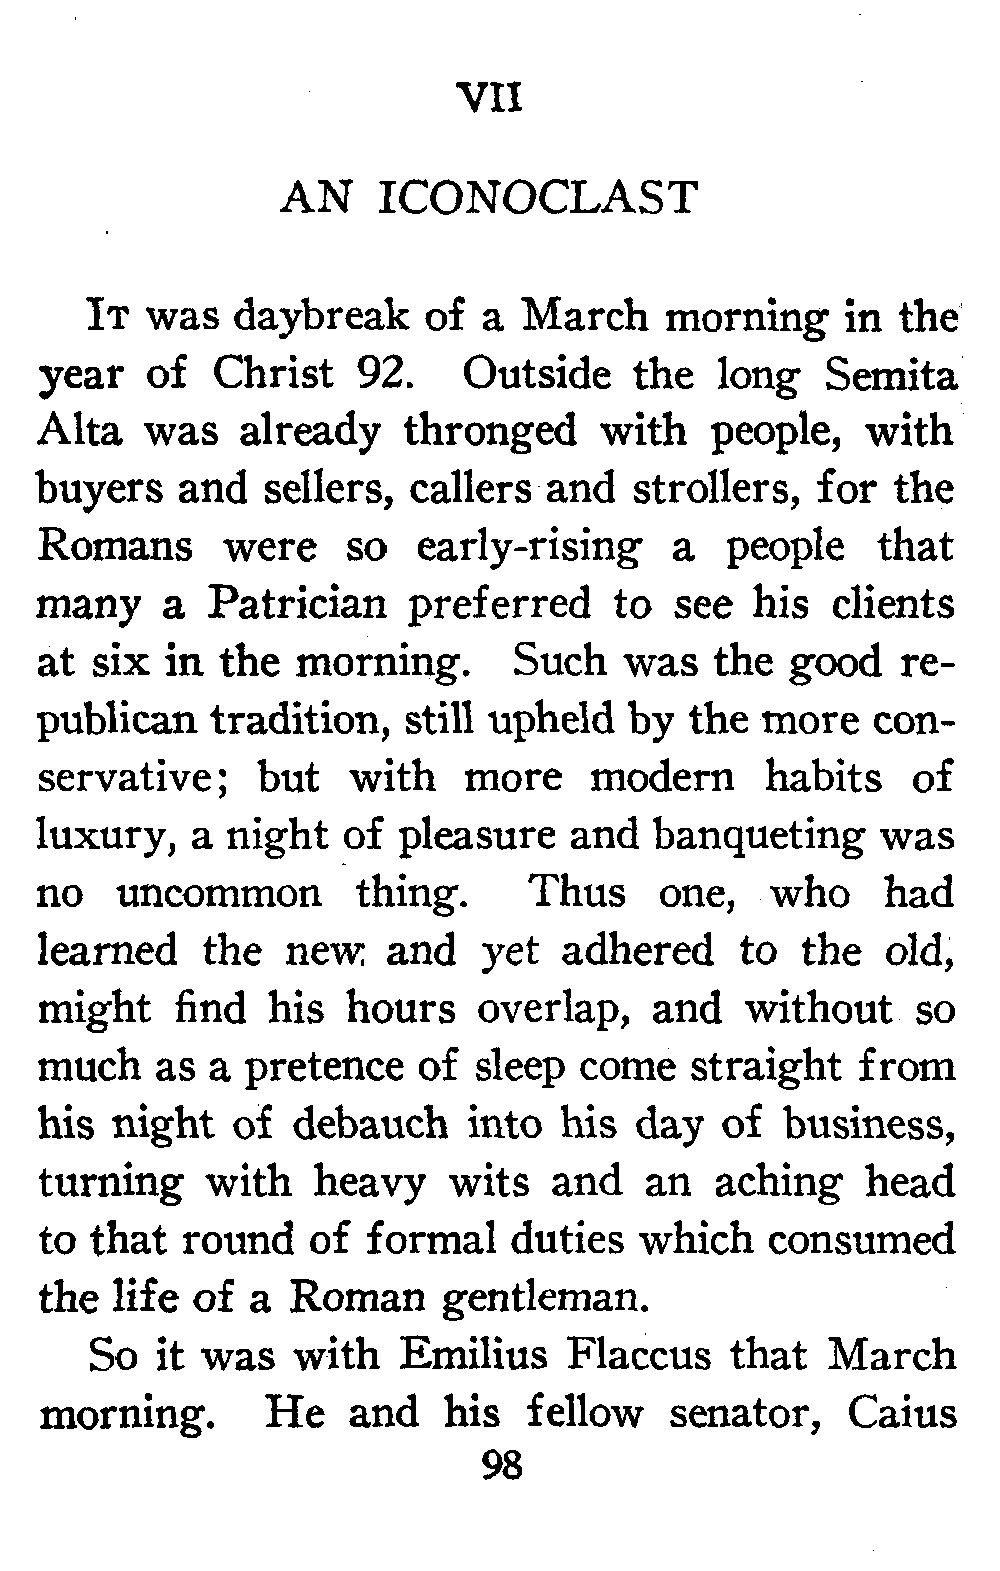 VII
AN ICONOCLAST
It was daybreak of a March morning in the
year of Christ 92. Outside the long Semita
Alta was already thronged with people, with
buyers and sellers, callers and strollers, for the
Romans were so early-rising a people that
many a Patrician preferred to see his clients
at six in the morning. Such was the good re-
publican tradition, still upheld by the more con-
servative; but with more modern habits of
luxury, a night of pleasure and banqueting was
no uncommon thing. Thus one, who had
learned the new and yet adhered to the old,
might find his hours overlap, and without so
much as a pretence of sleep come straight from
his night of debauch into his day of business,
turning with heavy wits and an aching head
to that round of formal duties which consumed
the life of a Roman gentleman.
So it was with Emilius Flaccus that March
morning. He and his fellow senator, Caius
98